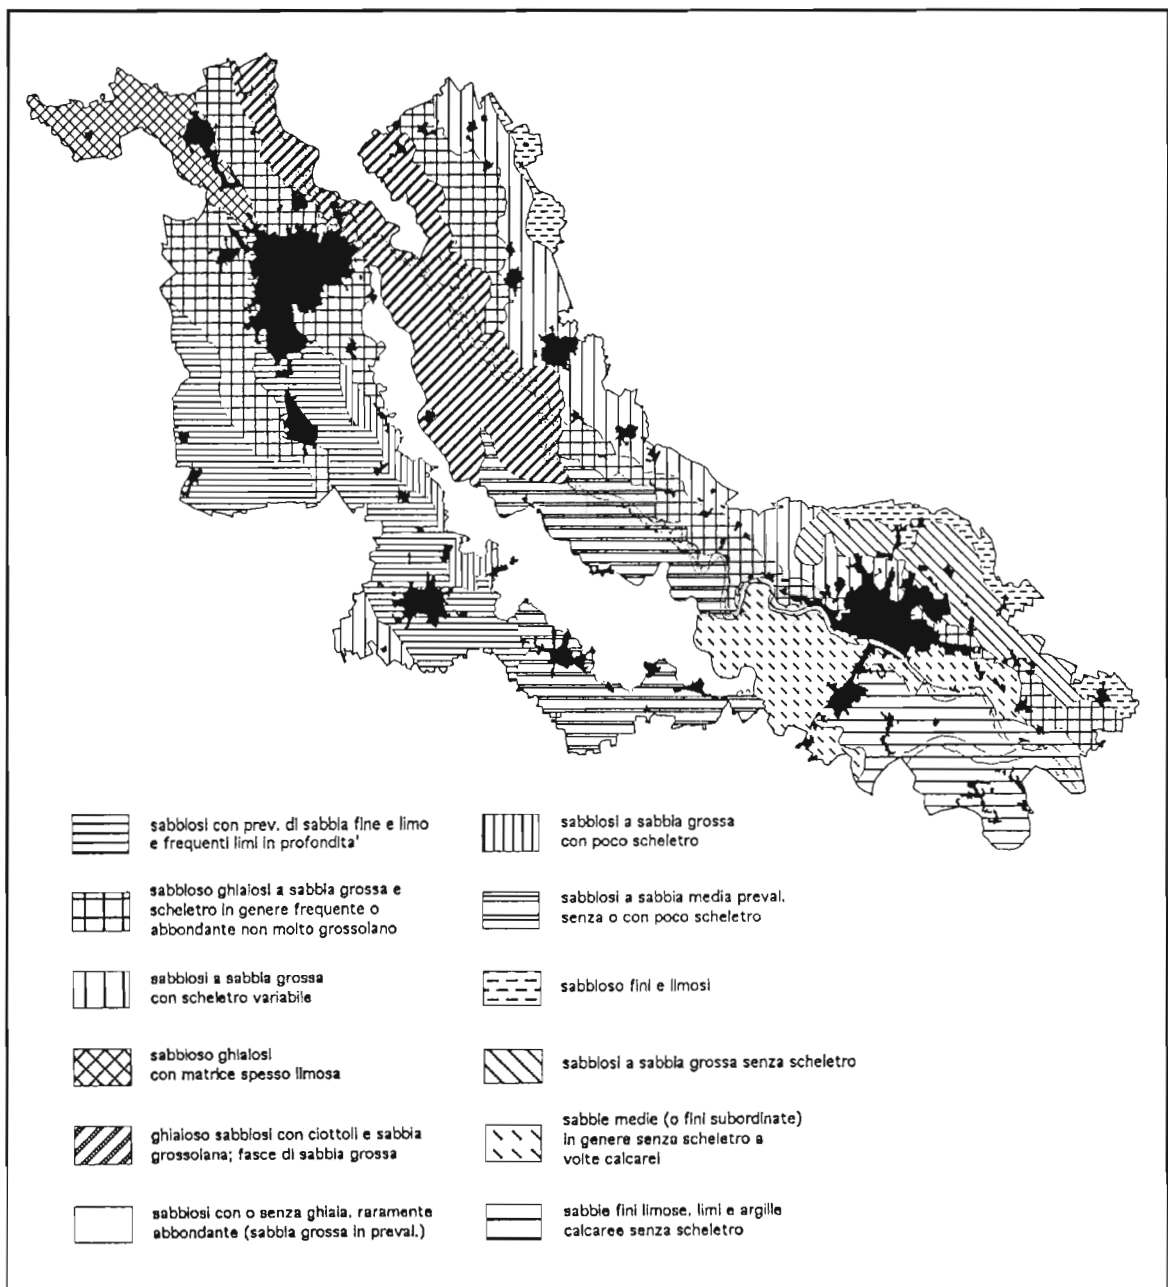 sabbiosi con prev. di sabbia fine e limo
e frequenti limi in profondita'
sabbioso ghiaiosi a sabbia grossa e
scheletro in genere frequente o
abbondante non molto grossolano
sabbiosi a sabbia grossa
con scheletro variabile
sabbioso ghiaiosi
con matrice spesso limosa
ghiaioso sabbiosi con ciottoli e sabbia
grossolana; fasce di sabbia grossa
sabbiosi con o senza ghiaia, raramente
abbondante (sabbia grossa in preval.)
sabbiosi a sabbia grossa
con poco scheletro
sabbiosi a sabbia media preval.
senza o con poco scheletro
sabbioso fini e limosi
sabbiosi a sabbia grossa senza scheletro
sabbie medie (o fini subordinate)
in genere senza scheletro a
volte calcarei
sabbie fini limose, limi e argille
calcaree senza scheletro